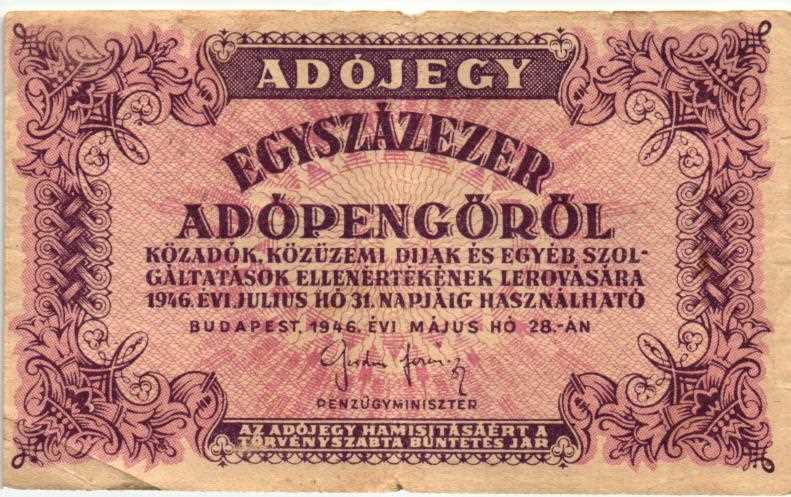 ADÓJEGY
EGYSZÁZEZER
ADÓPENGŐRŐL
KÖZADÓK, KÖZÜZEMI DIJAK ÉS EGYÉB SZOL-
GÁLTATÁSOK ELLENÉRTÉKÉNEK LEROVÁSÁRA
1946. ÉVI JULIUS HÓ 31. NAPJÁIG HASZNÁLHATÓ
BUDAPEST, 1946. ÉVI MÁJUS HÓ 28.-ÁN
PENZÜGYMINISZTER
AZ ADÓJEGY HAMISITÁSÁÉRT A
TÖRVÉNYSZABTA BÜNTETÉS JÁR